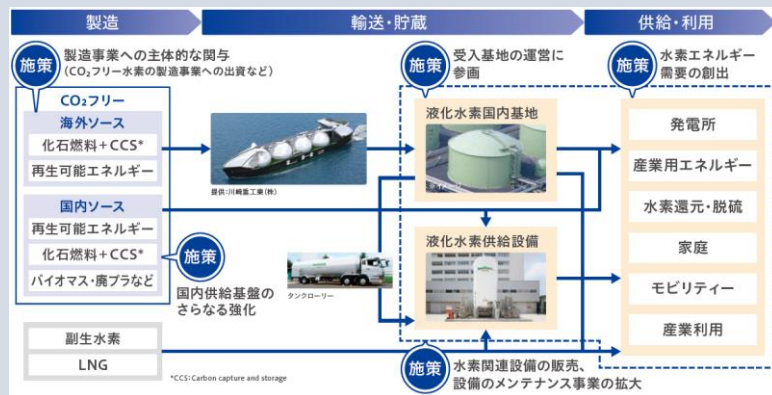 製造
輸送・貯蔵
供給・利用
施策
製造事業への主体的な関与
（CO₂フリー水素の製造事業への出資など）
施策
受入基地の運営に
参画
施策
水素エネルギー
需要の創出
CO₂フリー
海外ソース
化石燃料＋CCS*
再生可能エネルギー
国内ソース
再生可能エネルギー
化石燃料＋CCS*
バイオマス・廃プラなど
施策
国内供給基盤の
さらなる強化
副生水素
LNG
*CCS：Carbon capture and storage
提供：川崎重工業（株）
タンクローリー
液化水素国内基地
液化水素供給設備
施策
水素関連設備の販売、
設備のメンテナンス事業の拡大
発電所
産業用エネルギー
水素還元・脱硫
家庭
モビリティー
産業利用